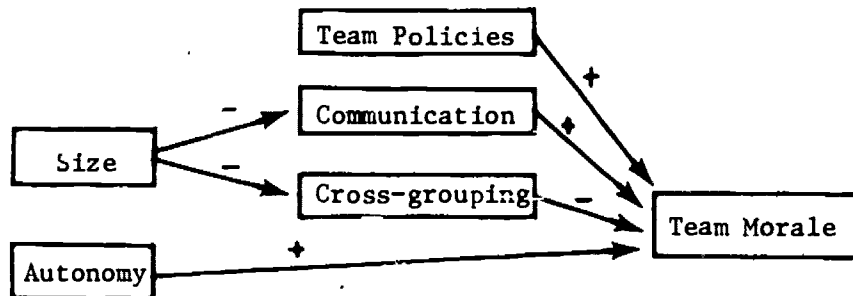 Team Policies
+
-
Communication
+
Size
-
Cross-grouping
-
Team Morale
+
Autonomy